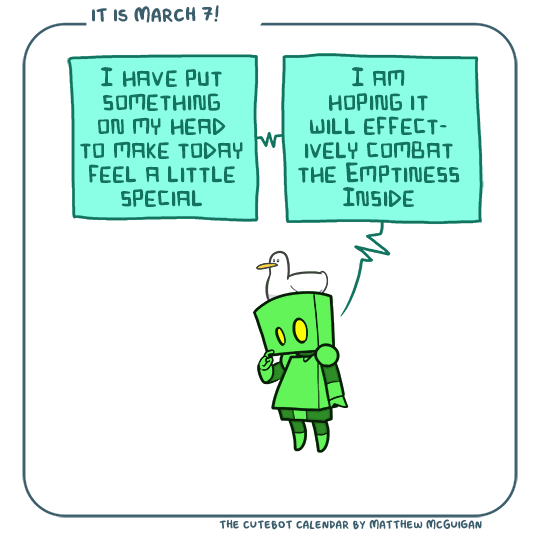 IT IS MARCH 7!
I HAVE PUT
SOMETHING
ON MY HEAD
TO MAKE TODAY
FEEL A LITTLE
SPECIAL
I AM
HOPING IT
WILL EFFECT-
IVELY COMBAT
THE EMPTINESS
INSIDE
THE CUTEBOT CALENDAR BY MATTHEW MCGUIGAN